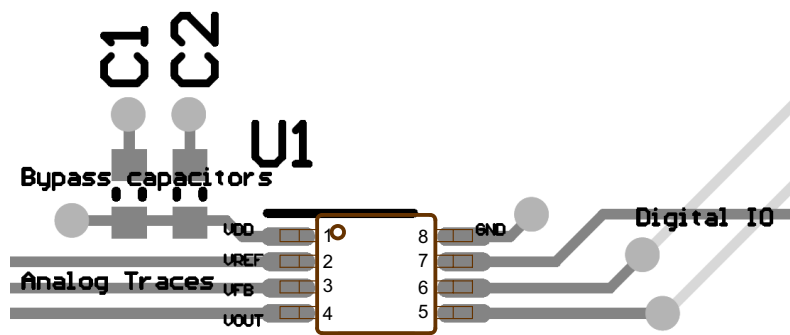 C1 C2
U1
Bypass capacitors
VDD 1 8 GND
Digital IO
VREF 2 7
Analog Traces
VFB 3 6
VOUT 4 5